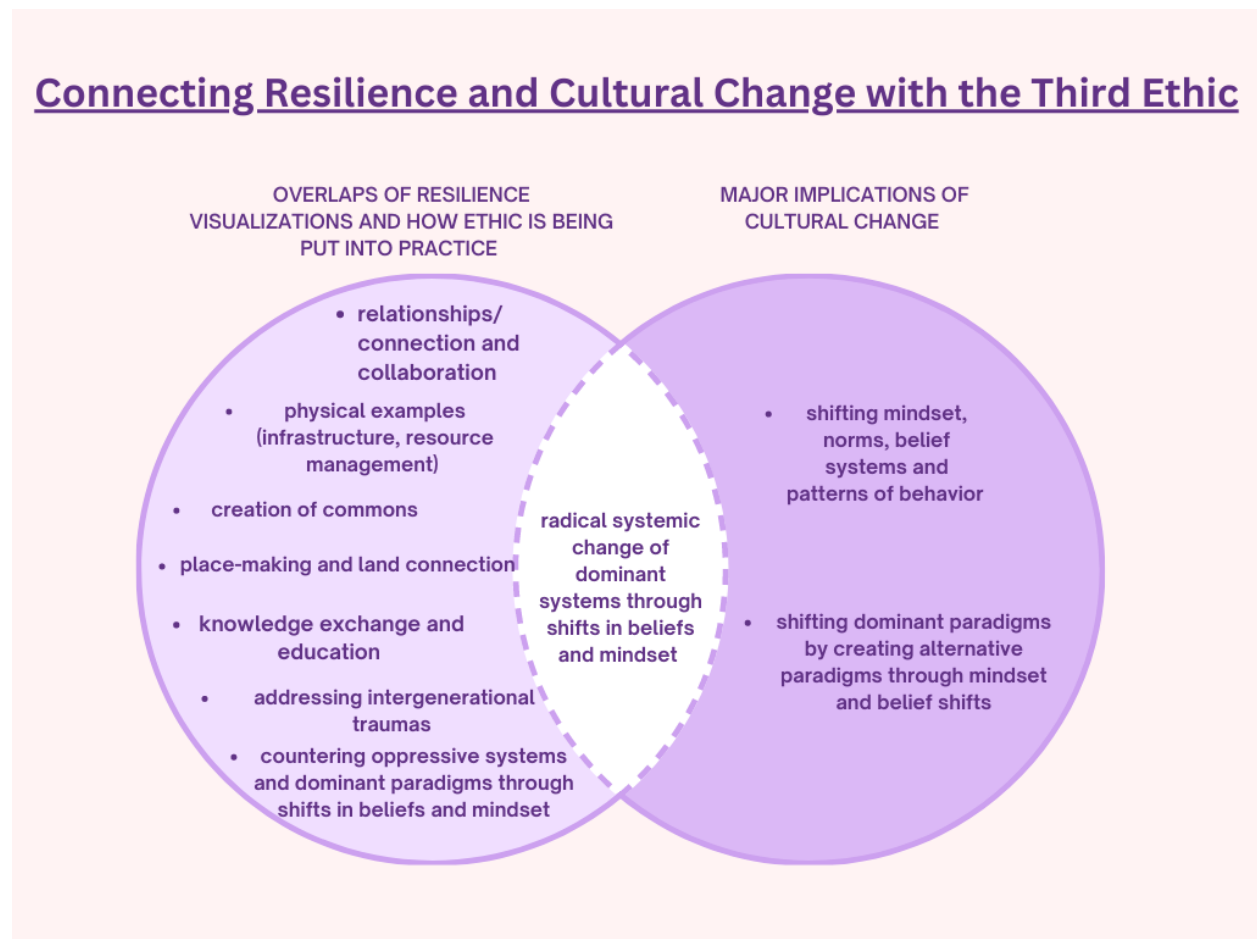 Connecting Resilience and Cultural Change with the Third Ethic
OVERLAPS OF RESILIENCE
VISUALIZATIONS AND HOW ETHIC IS BEING
PUT INTO PRACTICE
MAJOR IMPLICATIONS OF
CULTURAL CHANGE
• relationships/
connection and
collaboration
• physical examples
(infrastructure, resource
management)
• creation of commons
• place-making and land connection
• knowledge exchange and
education
• addressing intergenerational
traumas
• countering oppressive systems
and dominant paradigms through
shifts in beliefs and mindset
radical systemic
change of
dominant
systems through
shifts in beliefs
and mindset
• shifting mindset,
norms, belief
systems and
patterns of behavior
• shifting dominant paradigms
by creating alternative
paradigms through mindset
and belief shifts